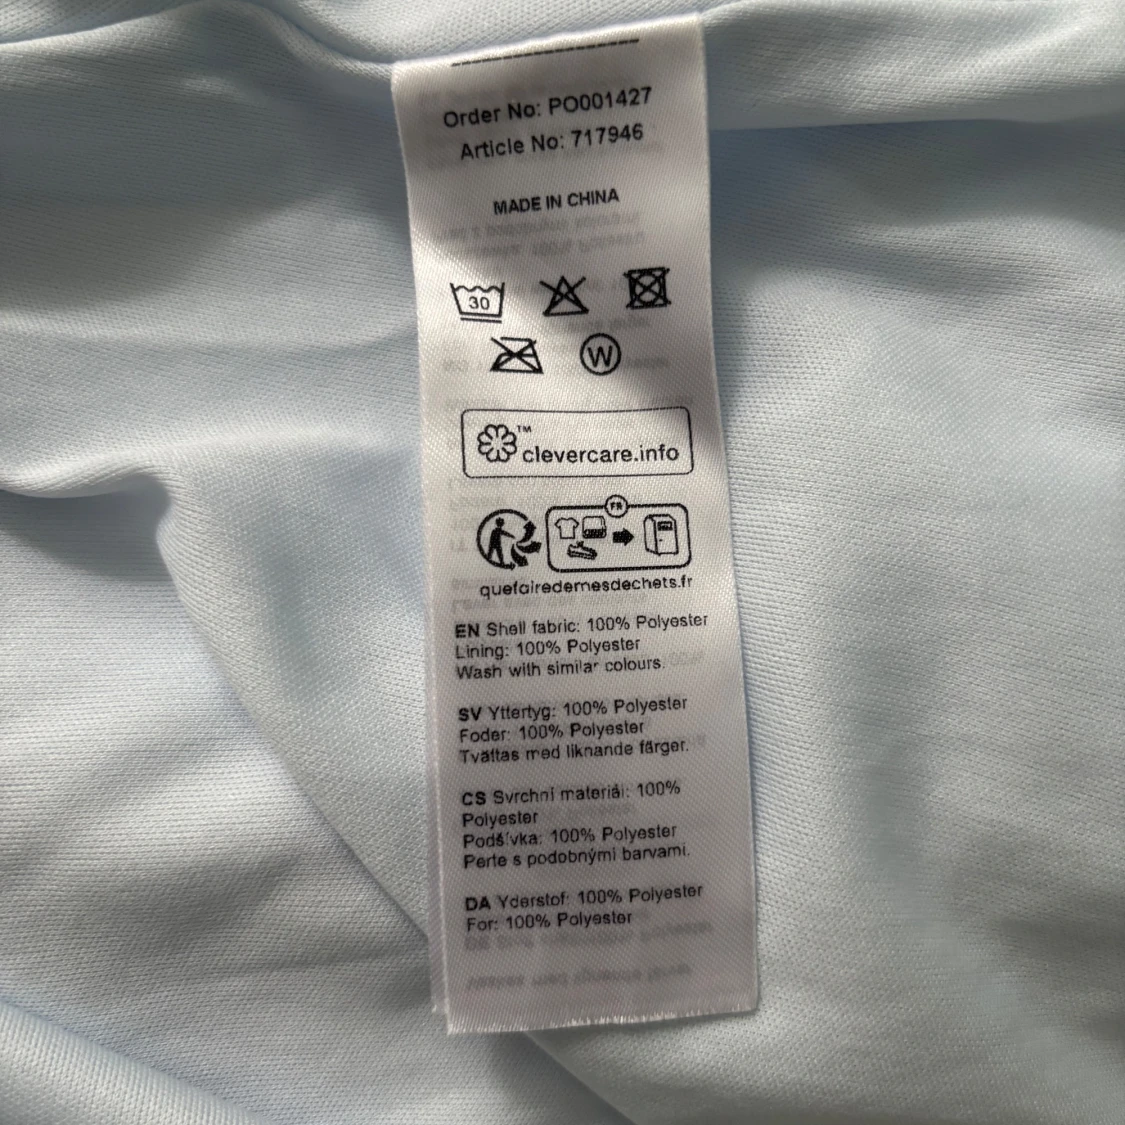 Order No: PO001427
Article No: 717946
MADE IN CHINA
30
W
™
clevercare.info
FR
quefairedemesdechets.fr
EN Shell fabric: 100% Polyester
Lining: 100% Polyester
Wash with similar colours.
SV Yttertyg: 100% Polyester
Foder: 100% Polyester
Tvättas med liknande färger.
CS Svrchní materiál: 100%
Polyester
Podšívka: 100% Polyester
Perte s podobnými barvami.
DA Yderstof: 100% Polyester
For: 100% Polyester